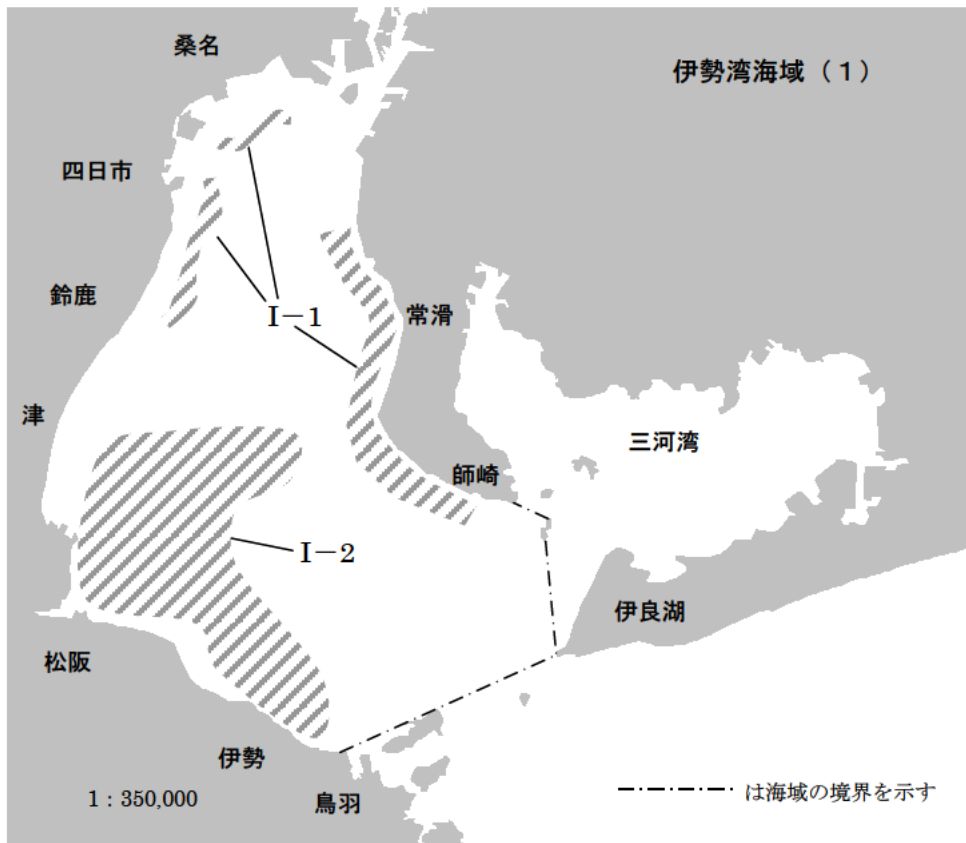 桑名
伊勢湾海域(1)
四日市
鈴鹿
I-1
常滑
津
三河湾
師崎
I-2
伊良湖
松阪
伊勢
1:350,000
鳥羽
は海域の境界を示す